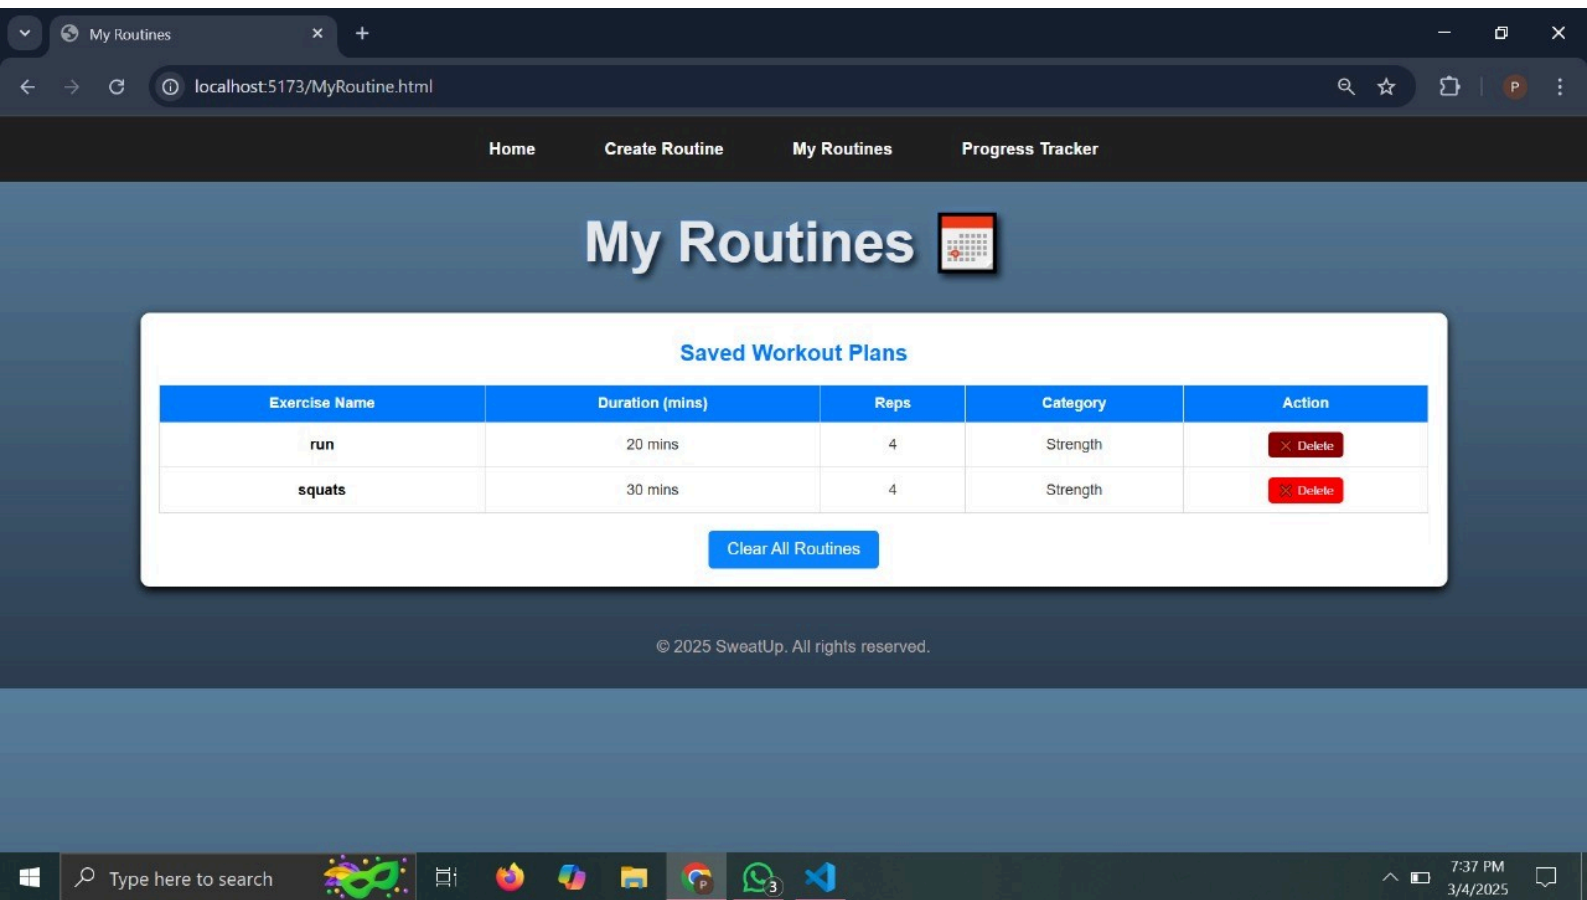 My Routines
localhost:5173/MyRoutine.html
P
Home Create Routine My Routines Progress Tracker
My Routines
Saved Workout Plans
Exercise Name Duration (mins) Reps Category Action
run 20 mins 4 Strength Delete
squats 30 mins 4 Strength Delete
Clear All Routines
© 2025 SweatUp. All rights reserved.
Type here to search
P
3
7:37 PM
3/4/2025